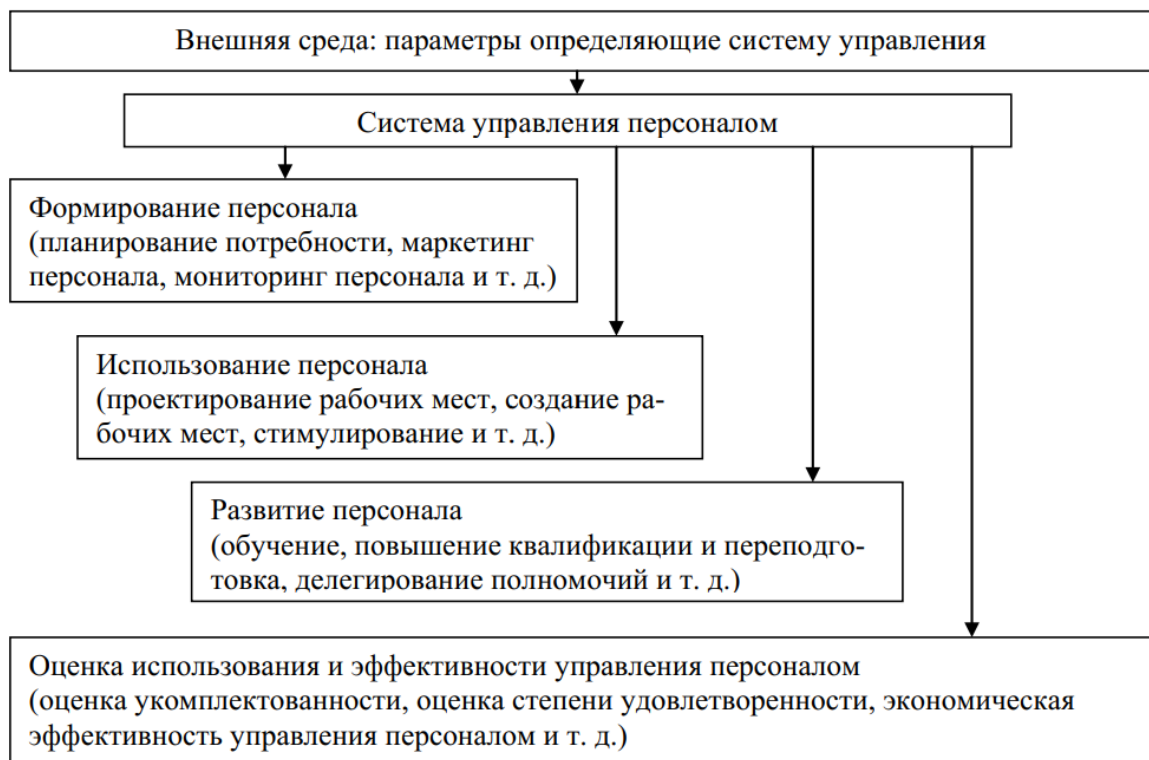 Внешняя среда: параметры определяющие систему управления
Система управления персоналом
Формирование персонала
(планирование потребности, маркетинг
персонала, мониторинг персонала и т. д.)
Использование персонала
(проектирование рабочих мест, создание ра-
бочих мест, стимулирование и т. д.)
Развитие персонала
(обучение, повышение квалификации и переподго-
товка, делегирование полномочий и т. д.)
Оценка использования и эффективности управления персоналом
(оценка укомплектованности, оценка степени удовлетворенности, экономическая
эффективность управления персоналом и т. д.)